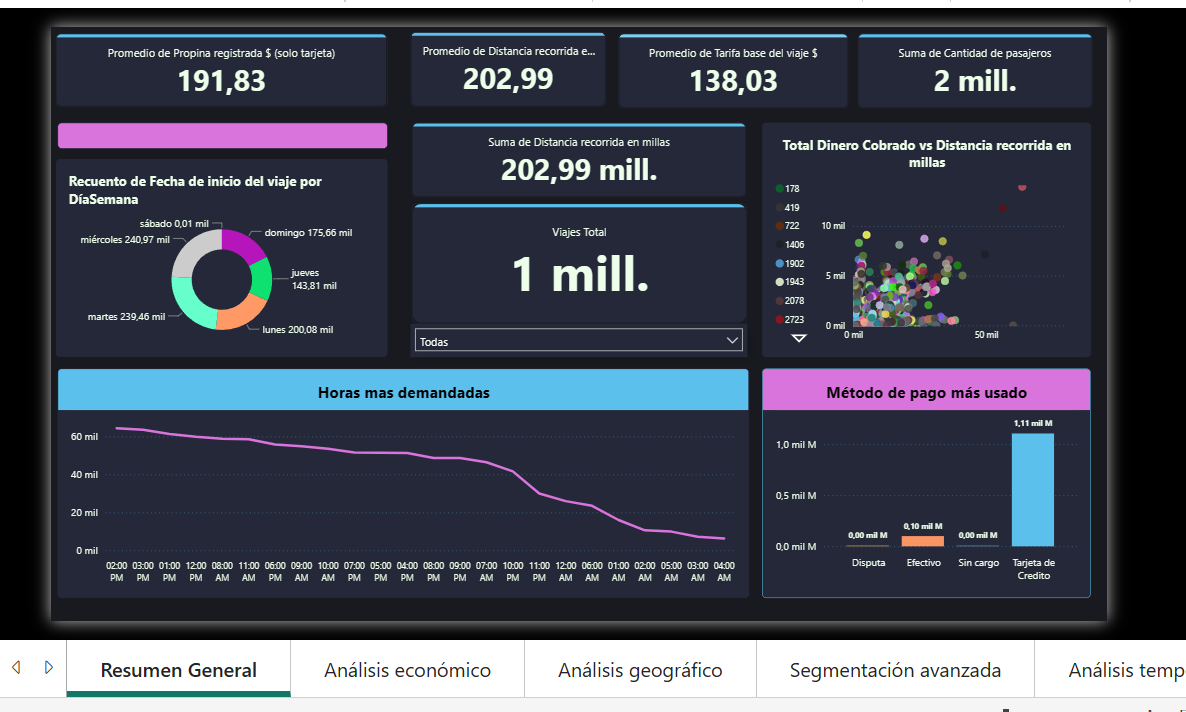 Promedio de Propina registrada $ (solo tarjeta)
191,83
Promedio de Distancia recorrida e...
202,99
Promedio de Tarifa base del viaje $
138,03
Suma de Cantidad de pasajeros
2 mill.
Recuento de Fecha de inicio del viaje por
DíaSemana
sábado 0,01 mil
domingo 175,66 mil
miércoles 240,97 mil
jueves
143,81 mil
martes 239,46 mil
lunes 200,08 mil
Suma de Distancia recorrida en millas
202,99 mill.
Viajes Total
1 mill.
Todas
Total Dinero Cobrado vs Distancia recorrida en
millas
178
419
722
1406
1902
1943
2078
2723
10 mil
5 mil
0 mil
0 mil
50 mil
Horas mas demandadas
60 mil
40 mil
20 mil
0 mil
02:00 03:00 01:00 12:00 08:00 11:00 06:00 09:00 10:00 07:00 05:00 04:00 08:00 09:00 07:00 10:00 11:00 12:00 06:00 01:00 02:00 05:00 03:00 04:00
PM PM PM PM AM AM PM AM AM PM PM PM PM PM AM PM PM AM AM AM AM AM AM AM
Método de pago más usado
1,0 mil M
0,5 mil M
0,0 mil M
0,00 mil M
0,10 mil M
0,00 mil M
1,11 mil M
Disputa
Efectivo
Sin cargo
Tarjeta de
Credito
Resumen General
Análisis económico
Análisis geográfico
Segmentación avanzada
Análisis temp